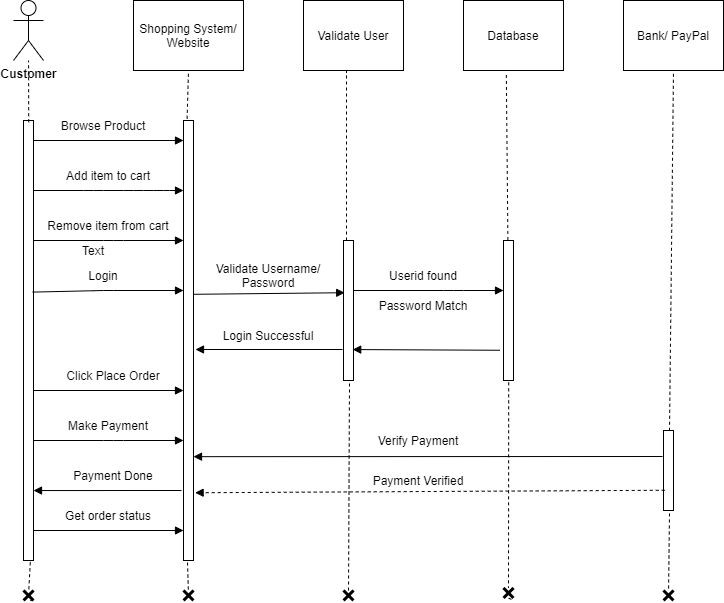 Shopping System/
Website
Validate User
Database
Bank/ PayPal
Customer
Browse Product
Add item to cart
Remove item from cart
Text
Login
Validate Username/
Password
Userid found
Password Match
Login Successful
Click Place Order
Make Payment
Verify Payment
Payment Done
Payment Verified
Get order status